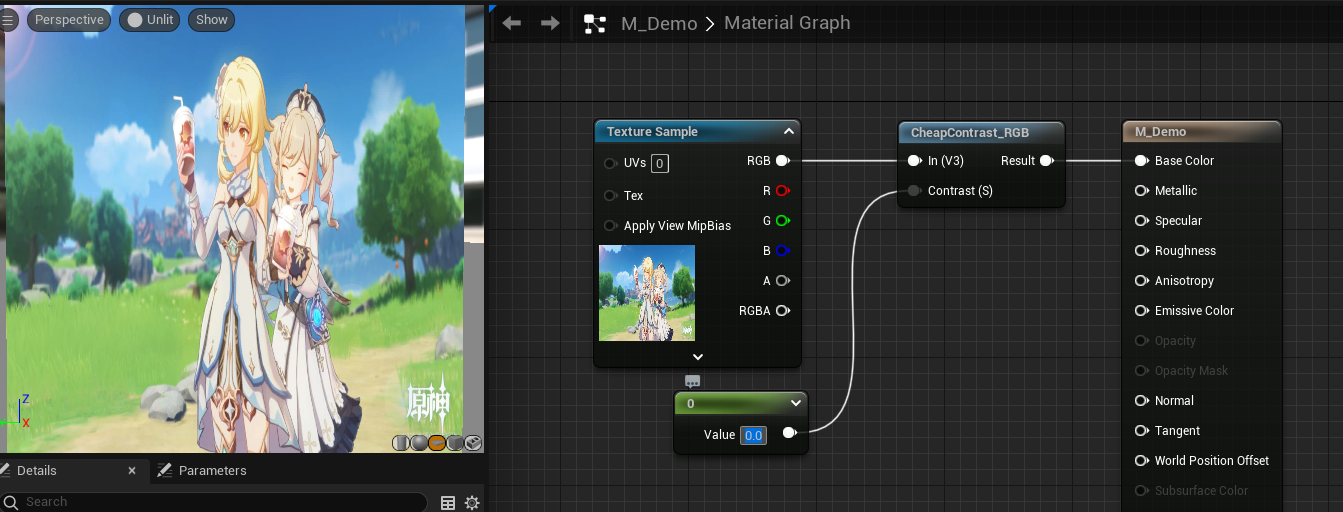 Perspective
Unlit
Show
M_Demo > Material Graph
Texture Sample
UVs 0
Tex
Apply View MipBias
RGB
R
G
B
A
RGBA
原神
0
Value 0.0
CheapContrast_RGB
In (V3) Result
Contrast (S)
M_Demo
Base Color
Metallic
Specular
Roughness
Anisotropy
Emissive Color
Opacity
Opacity Mask
Normal
Tangent
World Position Offset
Subsurface Color
原神
Z
X
Details × Parameters
Search